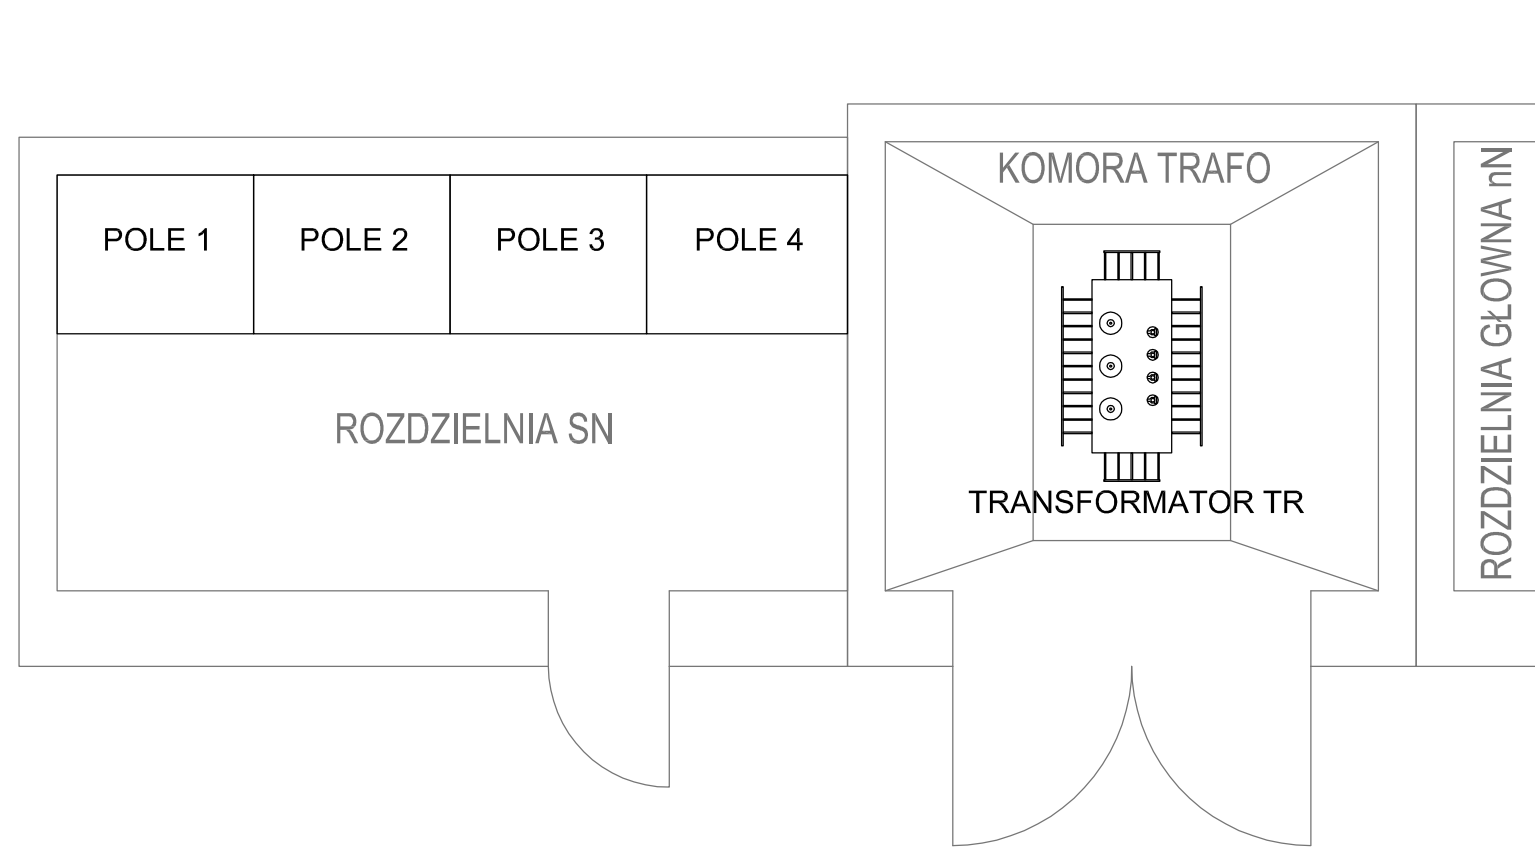 KOMORA TRAFO
POLE 1
POLE 2
POLE 3
POLE 4
ROZDZIELNIA SN
TRANSFORMATOR TR
ROZDZIELNIA GŁOWNA nN